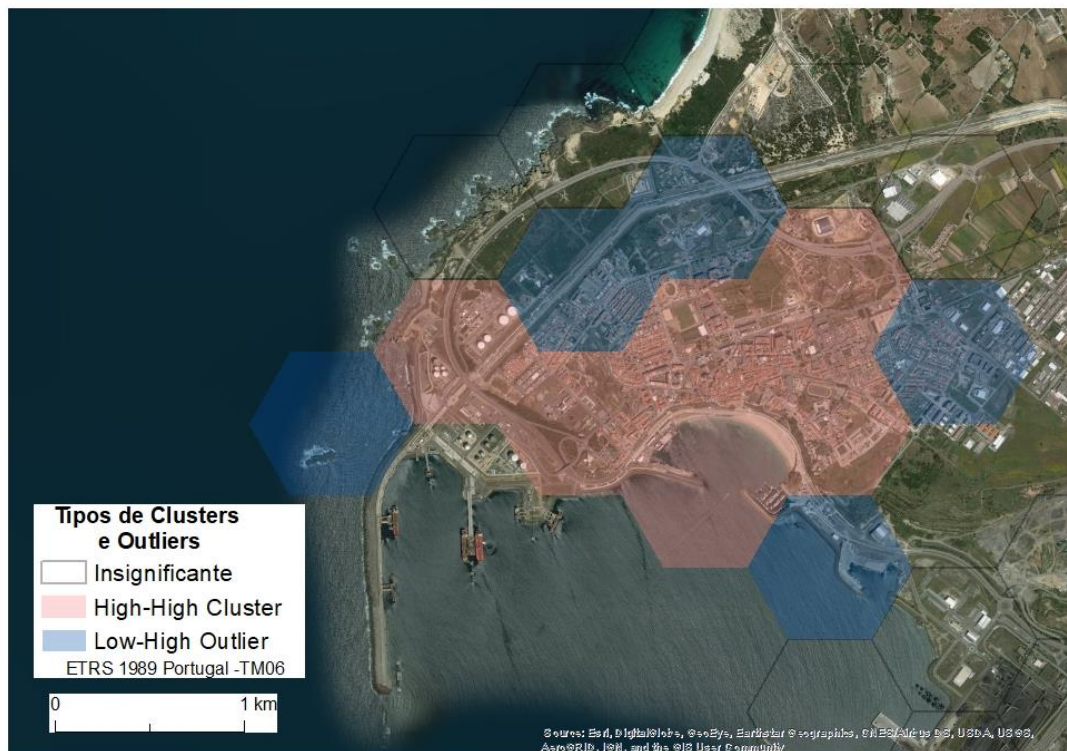 Tipos de Clusters
e Outliers
Insignificante
High-High Cluster
Low-High Outlier
ETRS 1989 Portugal -TM06
0 1 km
Source: Esri, DigitalGlobe, GeoEye, Earthstar Geographics, CNES/Airbus DS, USDA, USGS,
AeroGRID, IGN, and the GIS User Community